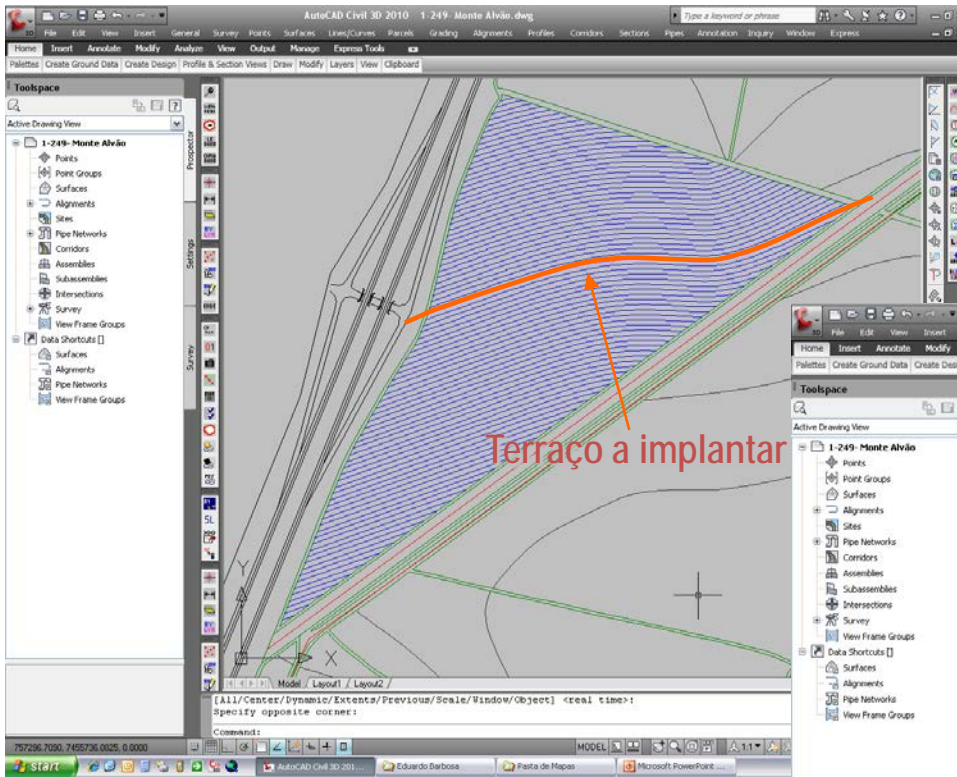 AutoCAD Civil 3D 2010 1-249- Monte Alvão.dwg
Type a keyword or phrase
File Edit View Insert General Survey Points Surfaces Lines/Curves Parcels Grading Alignments Profiles Corridors Sections Pipes Annotation Inquiry Window Express
Home Insert Annotate Modify Analyze View Output Manage Express Tools
Palettes Create Ground Data Create Design Profile & Section Views Draw Modify Layers View Clipboard
Toolspace
Active Drawing View
1-249- Monte Alvão
Points
Point Groups
Surfaces
Alignments
Sites
Pipe Networks
Corridors
Assemblies
Subassemblies
Intersections
Survey
View Frame Groups
Data Shortcuts []
Surfaces
Alignments
Pipe Networks
View Frame Groups
Prospector
Settings
Survey
01
SL
Terraço a implantar
Y
X
Model / Layout1 / Layout2 /
[All/Center/Dynamic/Extents/Previous/Scale/Window/Object] <real time>:
Specify opposite corner:
Command:
757296.7090, 7455736.0025, 0.0000
MODEL
1:1
start
AutoCAD Civil 3D 201...
Eduardo Barbosa
Pasta de Mapas
Microsoft PowerPoint ...
File Edit View Insert
Home Insert Annotate Modify
Palettes Create Ground Data Create Des
Toolspace
Active Drawing View
1-249- Monte Alvão
Points
Point Groups
Surfaces
Alignments
Sites
Pipe Networks
Corridors
Assemblies
Subassemblies
Intersections
Survey
View Frame Groups
Data Shortcuts []
Surfaces
Alignments
Pipe Networks
View Frame Groups